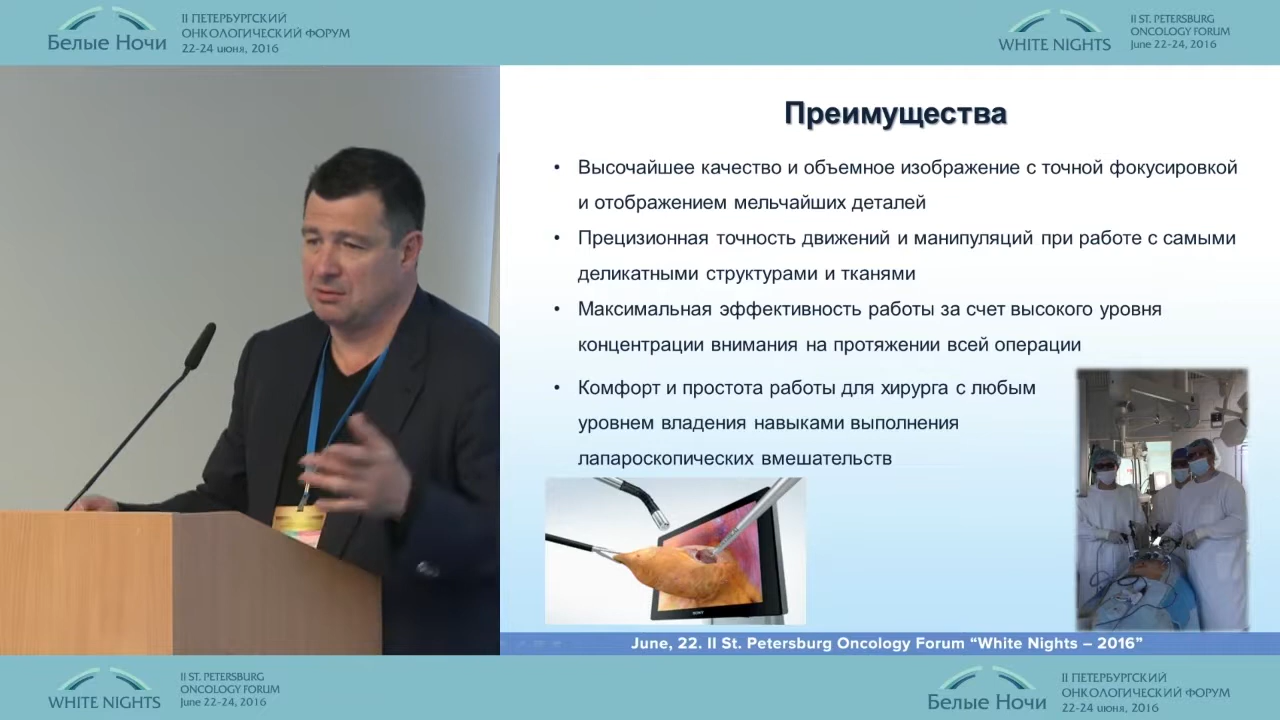 Белые Ночи
II ПЕТЕРБУРГСКИЙ
ОНКОЛОГИЧЕСКИЙ ФОРУМ
22-24 июня, 2016
WHITE NIGHTS
II ST. PETERSBURG
ONCOLOGY FORUM
June 22-24, 2016
Преимущества
• Высочайшее качество и объемное изображение с точной фокусировкой
и отображением мельчайших деталей
• Прецизионная точность движений и манипуляций при работе с самыми
деликатными структурами и тканями
• Максимальная эффективность работы за счет высокого уровня
концентрации внимания на протяжении всей операции
• Комфорт и простота работы для хирурга с любым
уровнем владения навыками выполнения
лапароскопических вмешательств
SONY
June, 22. II St. Petersburg Oncology Forum “White Nights – 2016”
WHITE NIGHTS
II ST. PETERSBURG
ONCOLOGY FORUM
June 22-24, 2016
Белые Ночи
II ПЕТЕРБУРГСКИЙ
ОНКОЛОГИЧЕСКИЙ ФОРУМ
22-24 июня, 2016